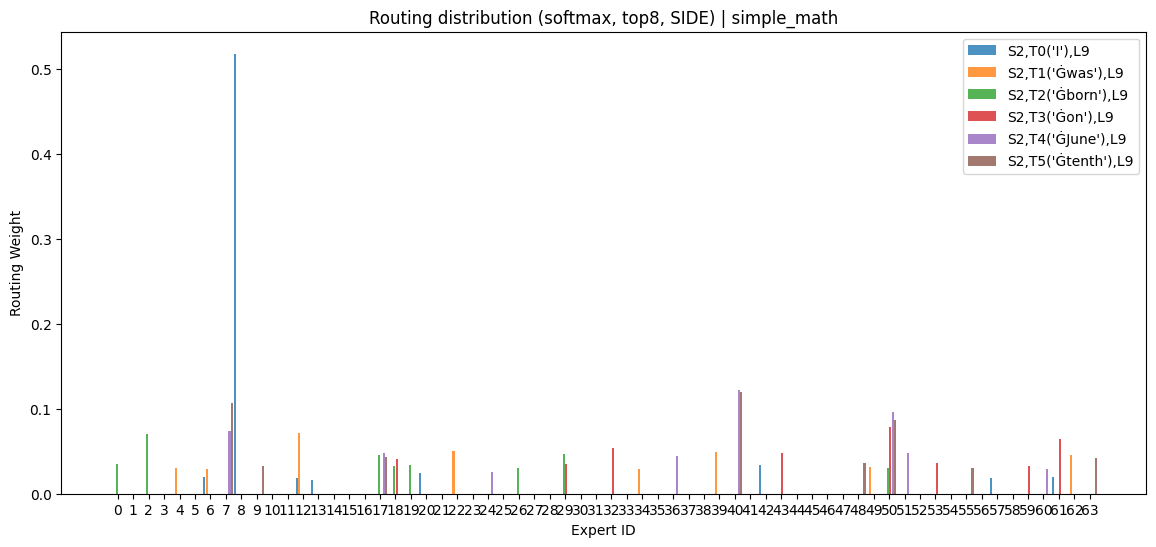 Routing distribution (softmax, top8, SIDE) | simple_math
S2,T0('I'),L9
S2,T1('Ġwas'),L9
S2,T2('Ġborn'),L9
S2,T3('Ġon'),L9
S2,T4('ĠJune'),L9
S2,T5('Ġtenth'),L9
Routing Weight
0.5
0.4
0.3
0.2
0.1
0.0
0 1 2 3 4 5 6 7 8 9 10 11 12 13 14 15 16 17 18 19 20 21 22 23 24 25 26 27 28 29 30 31 32 33 34 35 36 37 38 39 40 41 42 43 44 45 46 47 48 49 50 51 52 53 54 55 56 57 58 59 60 61 62 63
Expert ID